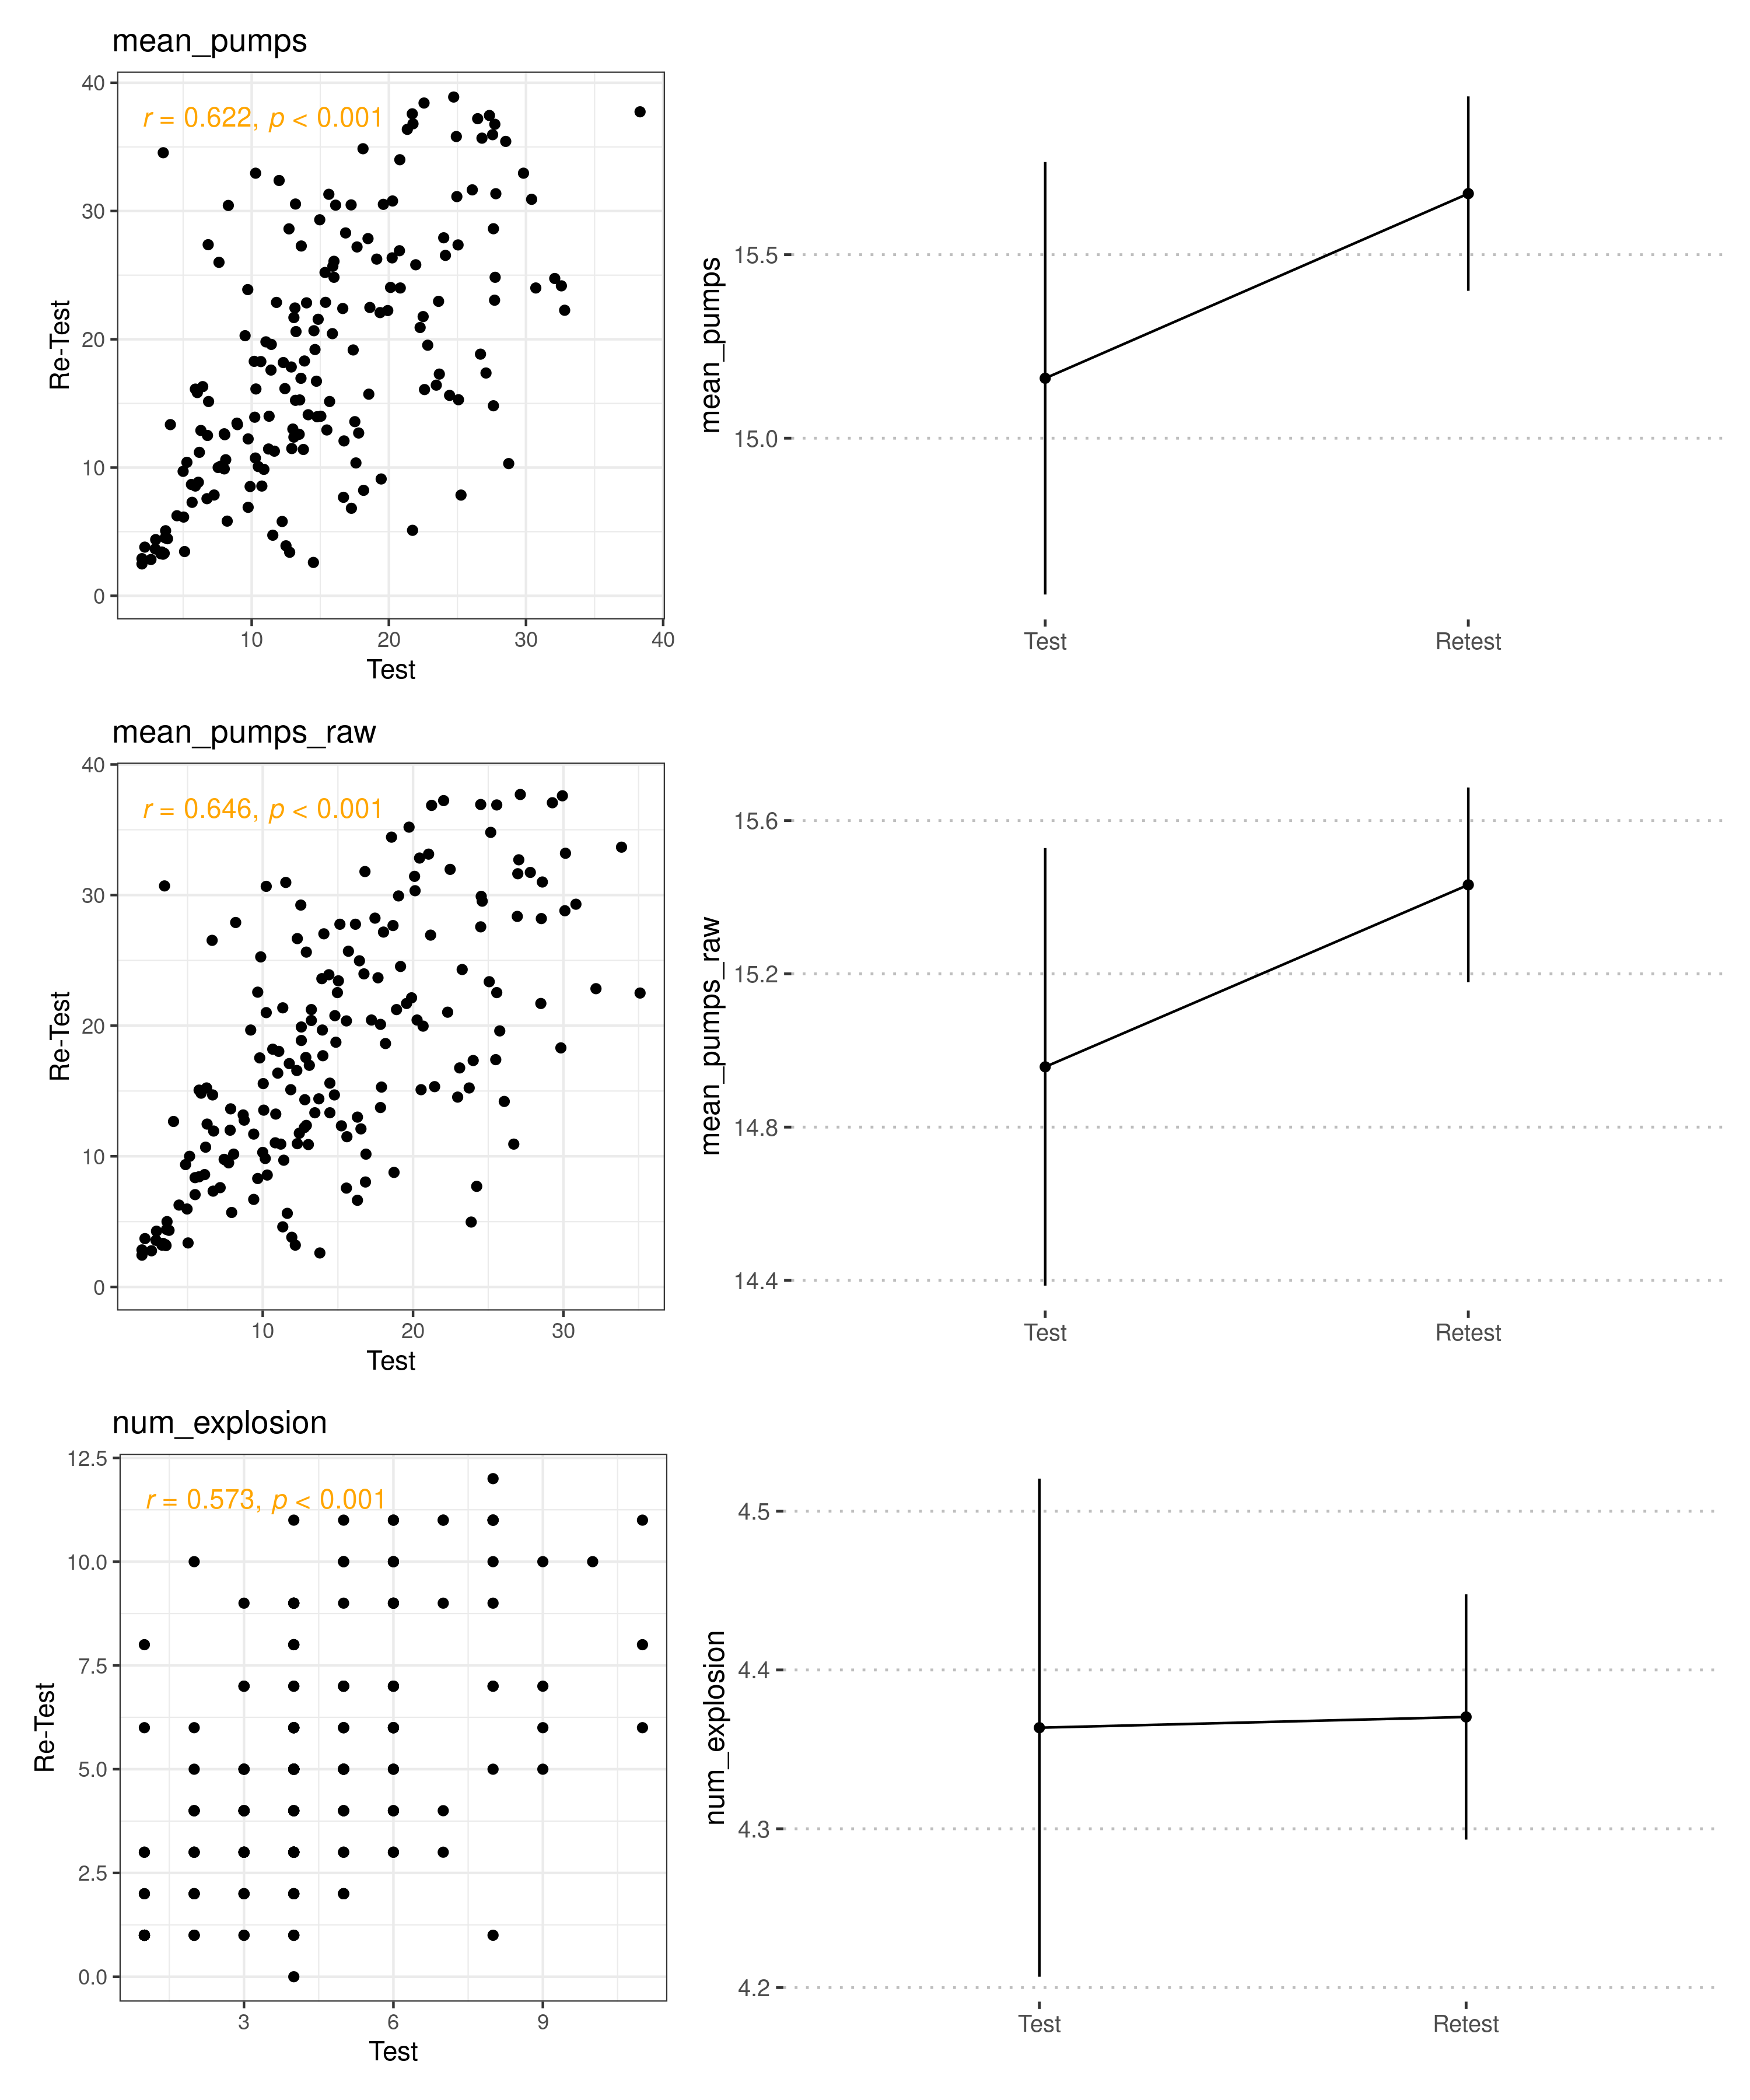 mean_pumps
40
30
20
10
0
r = 0.622, p < 0.001
Re-Test
10 20 30 40
Test
mean_pumps
15.5
15.0
Test Retest
mean_pumps_raw
40
30
20
10
0
r = 0.646, p < 0.001
Re-Test
10 20 30
Test
mean_pumps_raw
15.6
15.2
14.8
14.4
Test Retest
num_explosion
12.5
10.0
7.5
5.0
2.5
0.0
r = 0.573, p < 0.001
Re-Test
3 6 9
Test
num_explosion
4.5
4.4
4.3
4.2
Test Retest